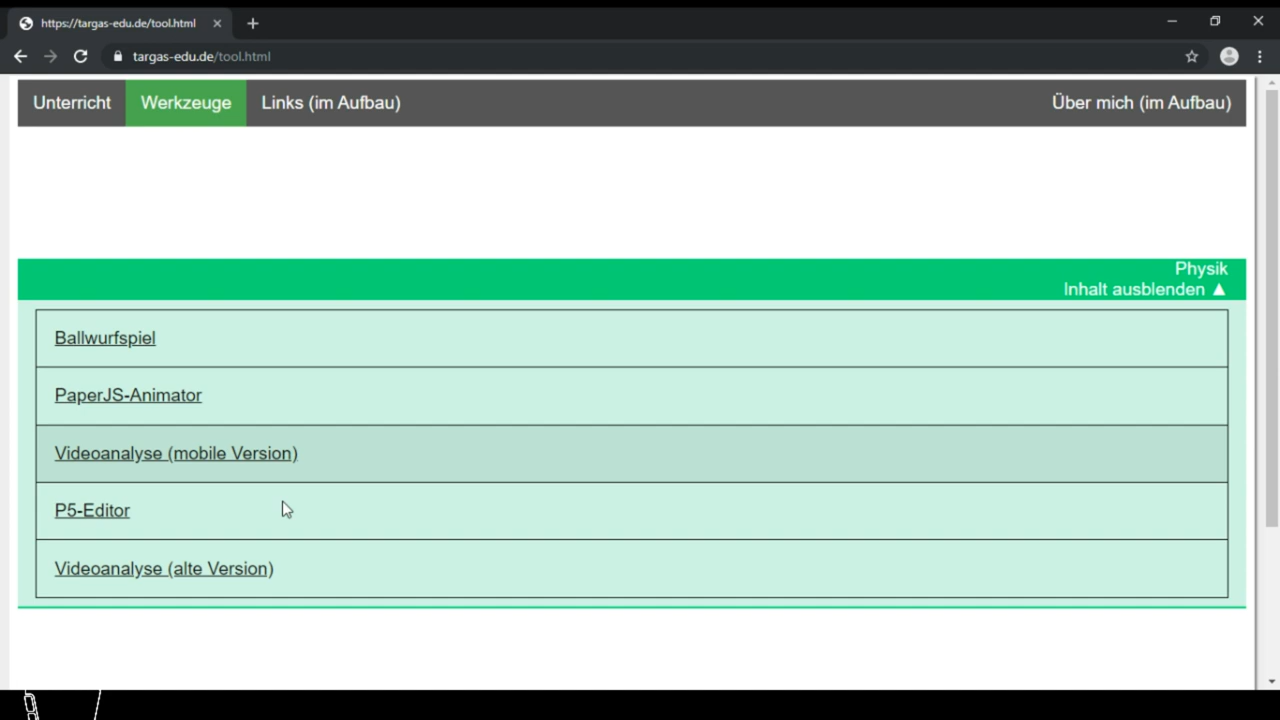 https://targas-edu.de/tool.html
targas-edu.de/tool.html
Unterricht Werkzeuge Links (im Aufbau) Über mich (im Aufbau)
Physik
Inhalt ausblenden ▲
Ballwurfspiel
PaperJS-Animator
Videoanalyse (mobile Version)
P5-Editor
Videoanalyse (alte Version)